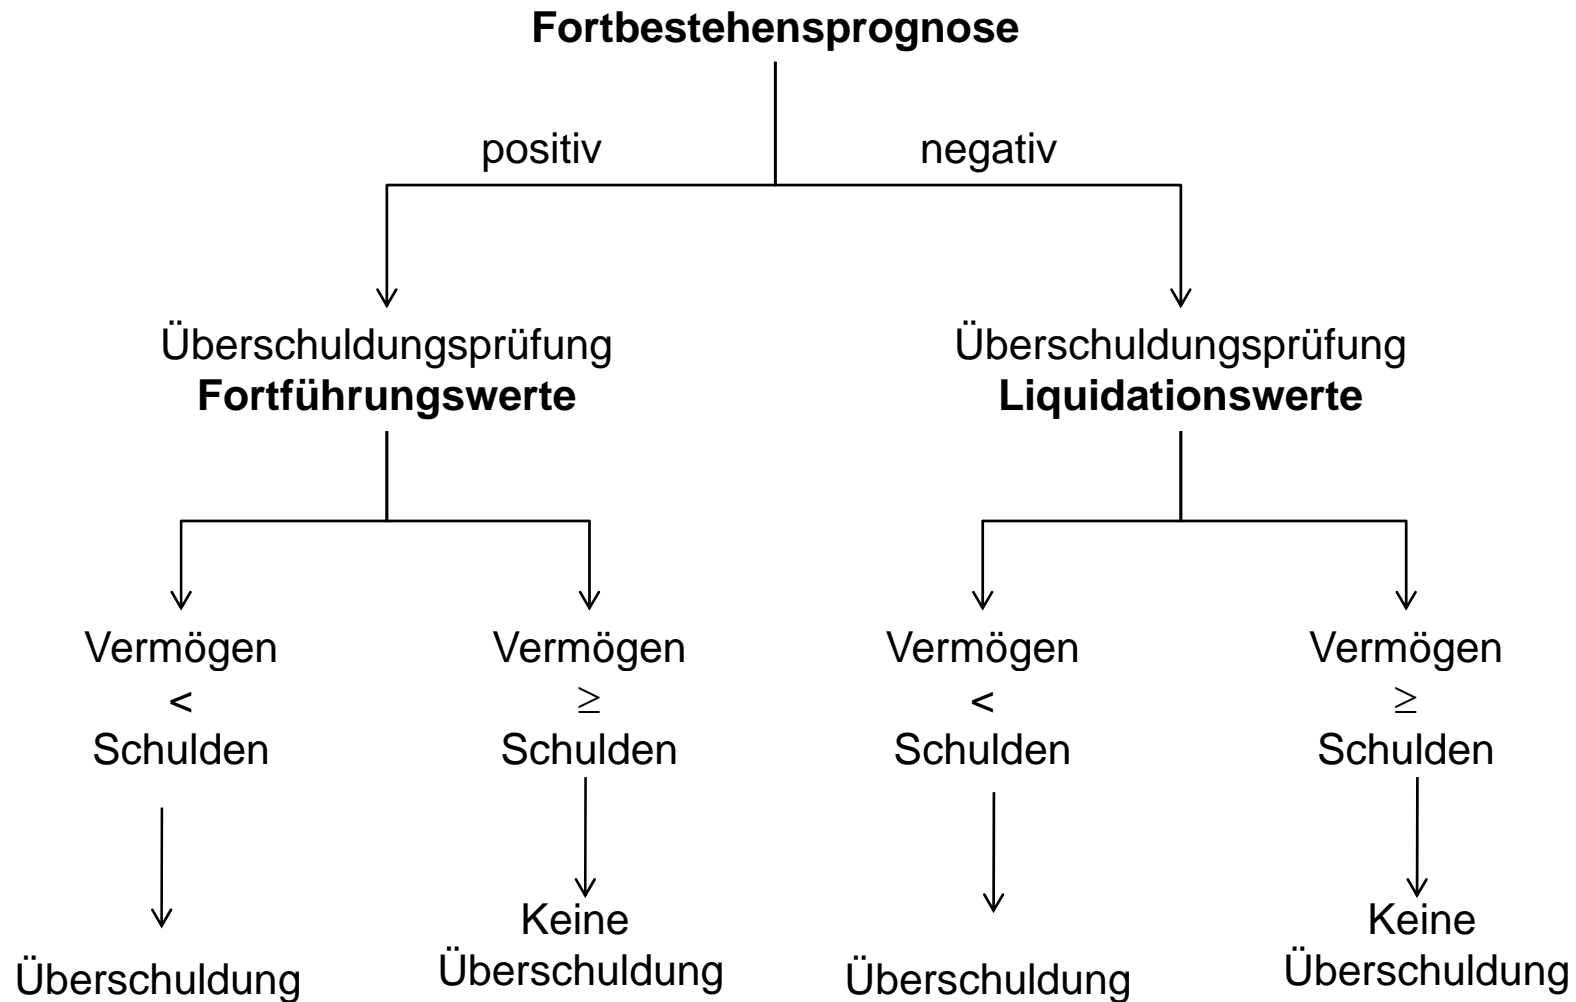 Fortbestehensprognose
positiv
negativ
Überschuldungsprüfung
Fortführungswerte
Überschuldungsprüfung
Liquidationswerte
Vermögen
<
Schulden
Vermögen
≥
Schulden
Vermögen
<
Schulden
Vermögen
≥
Schulden
Überschuldung
Keine
Überschuldung
Überschuldung
Keine
Überschuldung